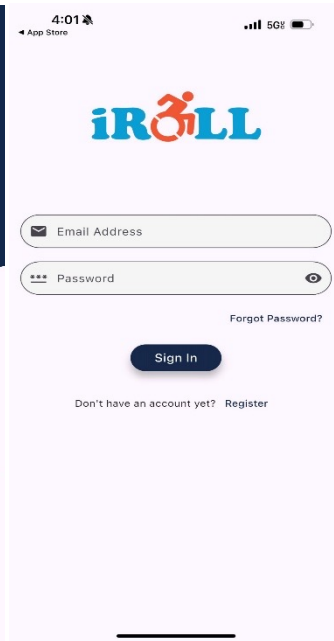 4:01
App Store
5G
iROLL
Email Address
*** Password
Forgot Password?
Sign In
Don't have an account yet? Register